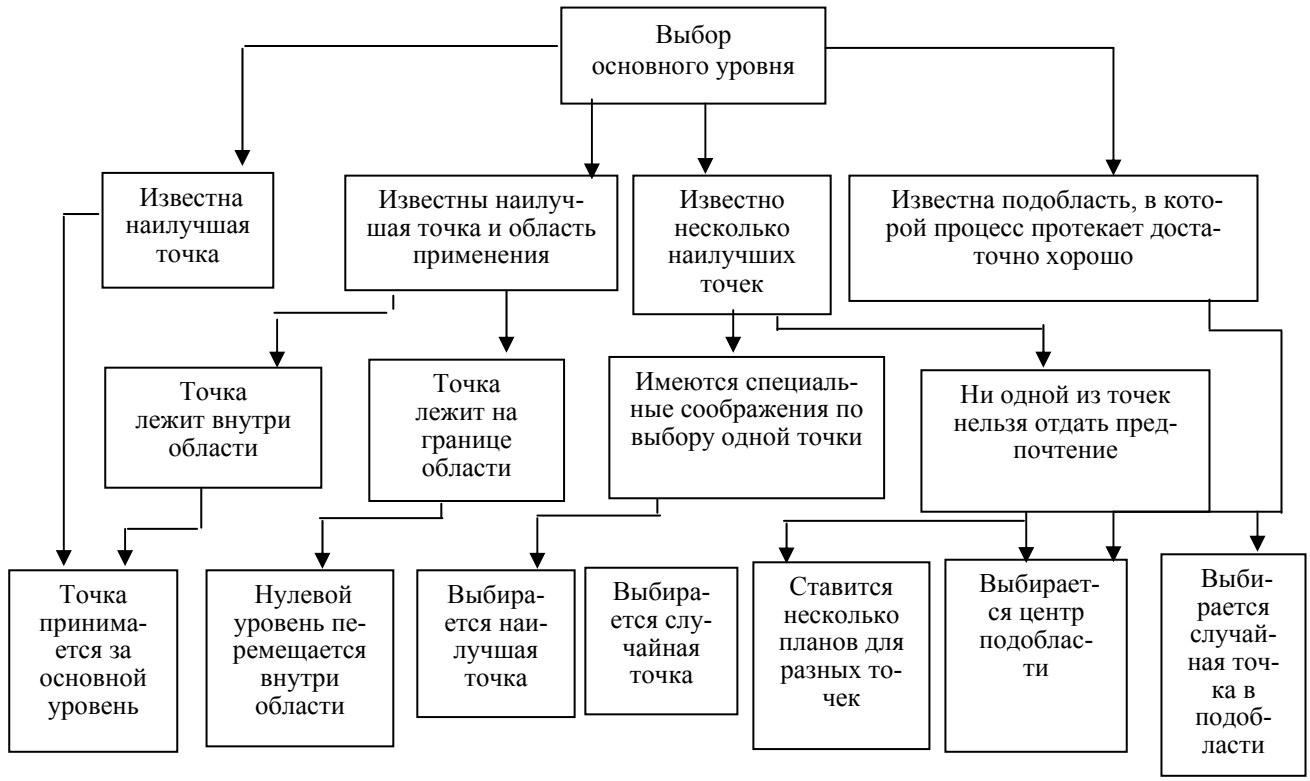 Выбор
основного уровня
Известна
наилучшая
точка
Известны наилуч-
шая точка и область
применения
Известно
несколько
наилучших
точек
Известна подобласть, в кото-
рой процесс протекает доста-
точно хорошо
Точка
лежит внутри
области
Точка
лежит на
границе
области
Имеются специаль-
ные соображения по
выбору одной точки
Ни одной из точек
нельзя отдать пред-
почтение
Точка
принима-
ется за
основной
уровень
Нулевой
уровень пе-
ремещается
внутри
области
Выбира-
ется наи-
лучшая
точка
Выбира-
ется слу-
чайная
точка
Ставится
несколько
планов для
разных то-
чек
Выбирает-
ся центр
подоблас-
ти
Выби-
рается
случай-
ная точ-
ка в
подоб-
ласти